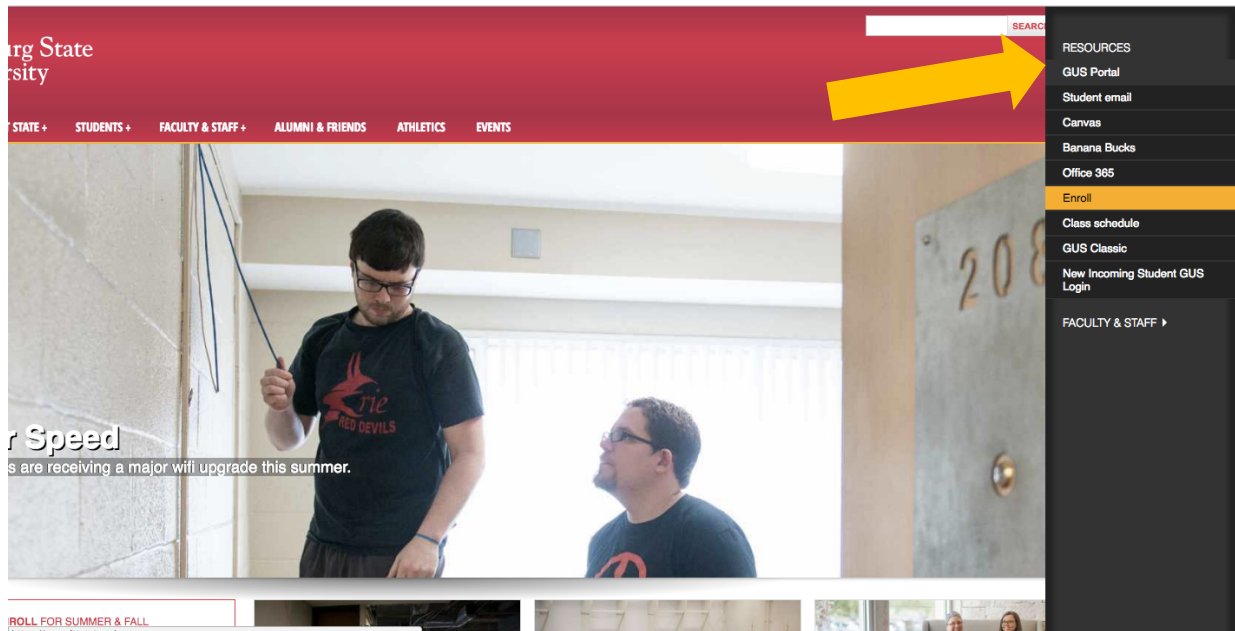 SEARC
urg State
rsity
STATE +
STUDENTS +
FACULTY & STAFF +
ALUMNI & FRIENDS
ATHLETICS
EVENTS
RESOURCES
GUS Portal
Student email
Canvas
Banana Bucks
Office 365
Enroll
Class schedule
GUS Classic
New Incoming Student GUS
Login
FACULTY & STAFF
208
Erie
RED DEVILS
r Speed
s are receiving a major wifi upgrade this summer.
ROLL FOR SUMMER & FALL